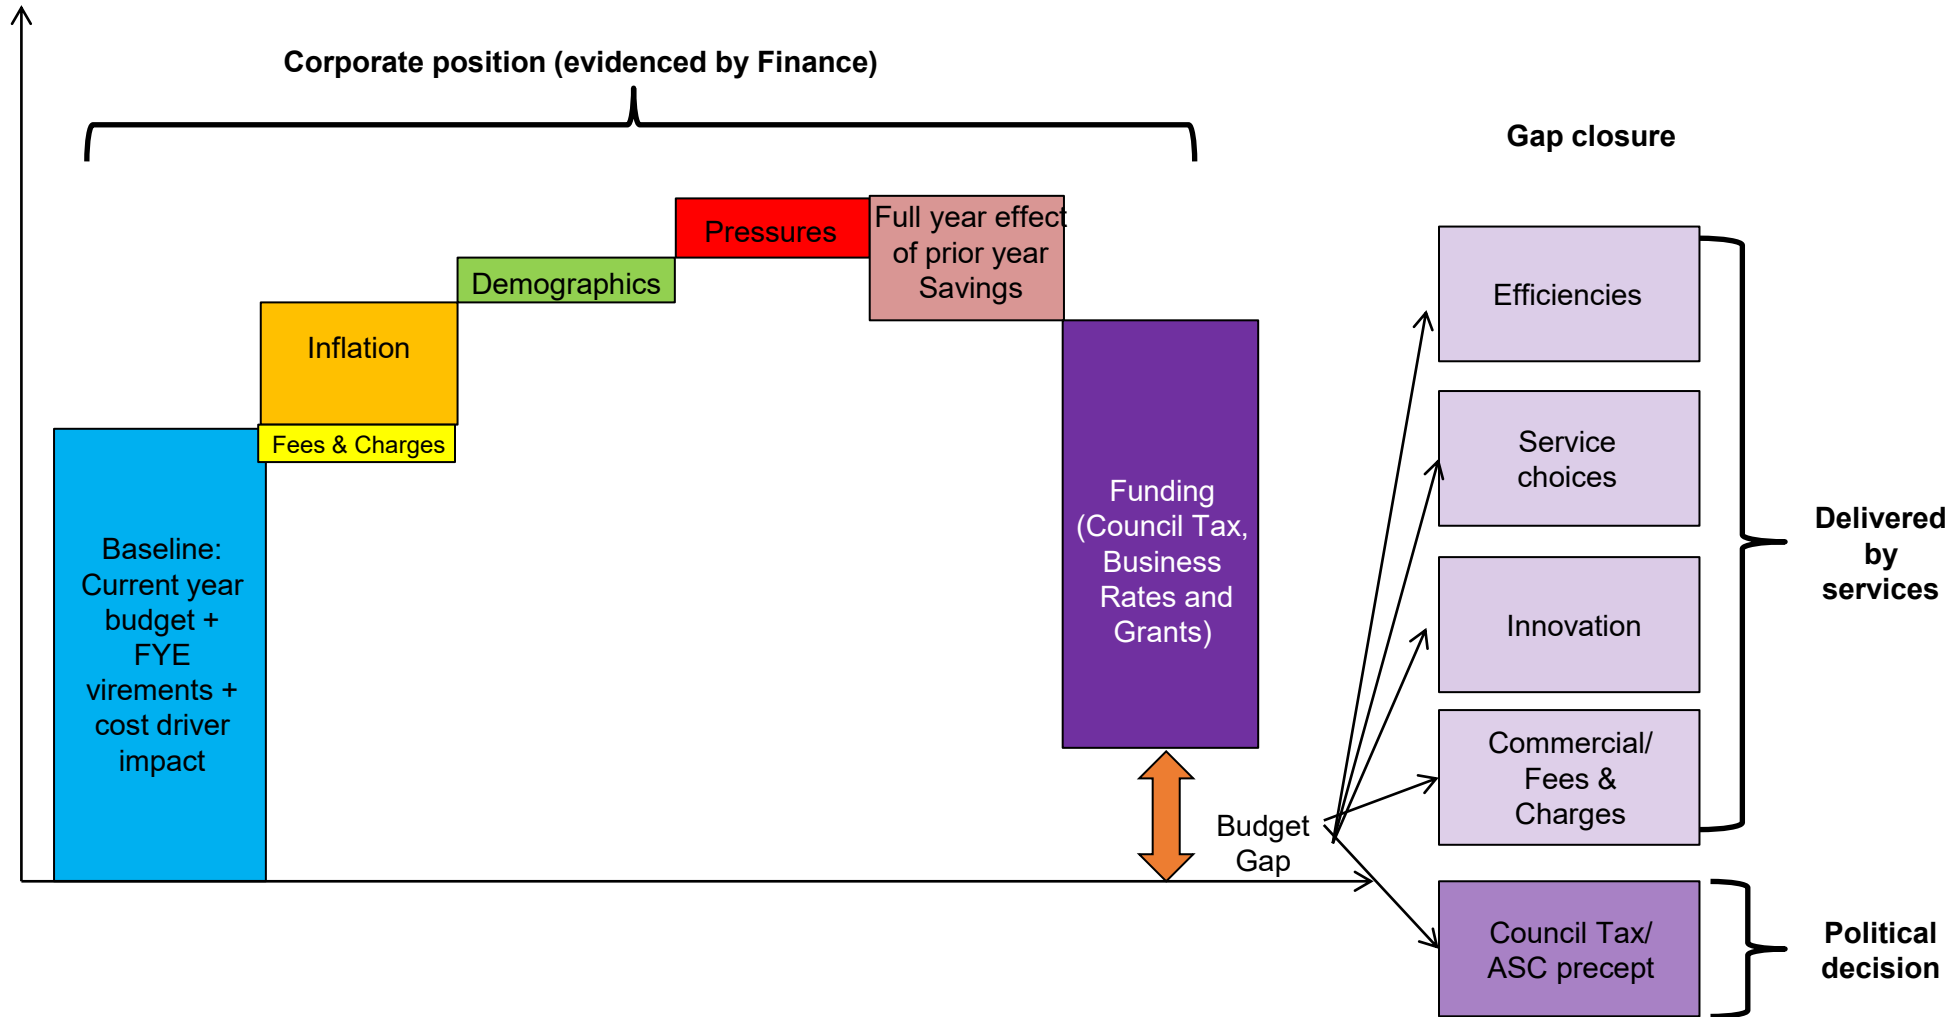 Corporate position (evidenced by Finance)
Gap closure
Baseline:
Current year
budget +
FYE
virements +
cost driver
impact
Inflation
Fees & Charges
Demographics
Pressures
Full year effect
of prior year
Savings
Funding
(Council Tax,
Business
Rates and
Grants)
Budget
Gap
Efficiencies
Service
choices
Innovation
Commercial/
Fees &
Charges
Council Tax/
ASC precept
Delivered
by
services
Political
decision